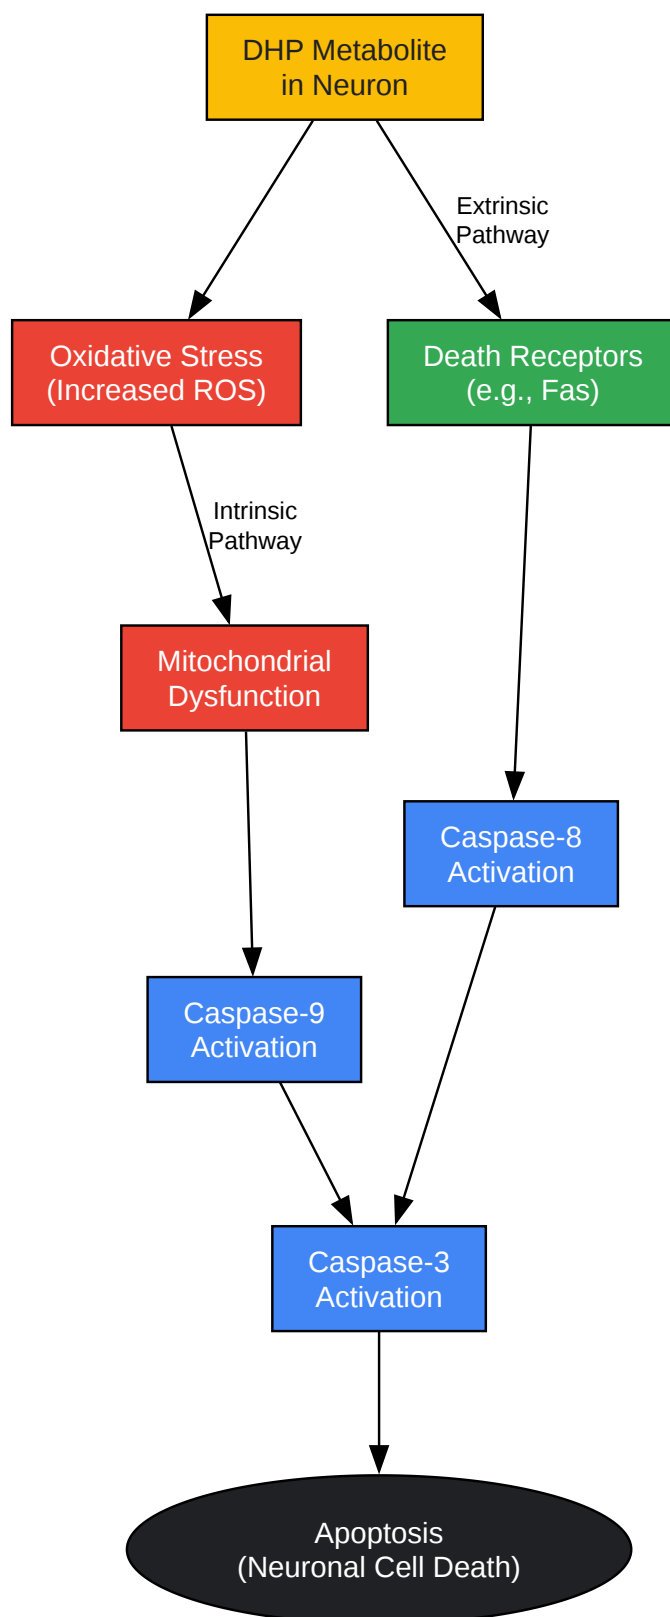 DHP Metabolite
in Neuron
Extrinsic
Pathway
Oxidative Stress
(Increased ROS)
Death Receptors
(e.g., Fas)
Intrinsic
Pathway
Mitochondrial
Dysfunction
Caspase-8
Activation
Caspase-9
Activation
Caspase-3
Activation
Apoptosis
(Neuronal Cell Death)